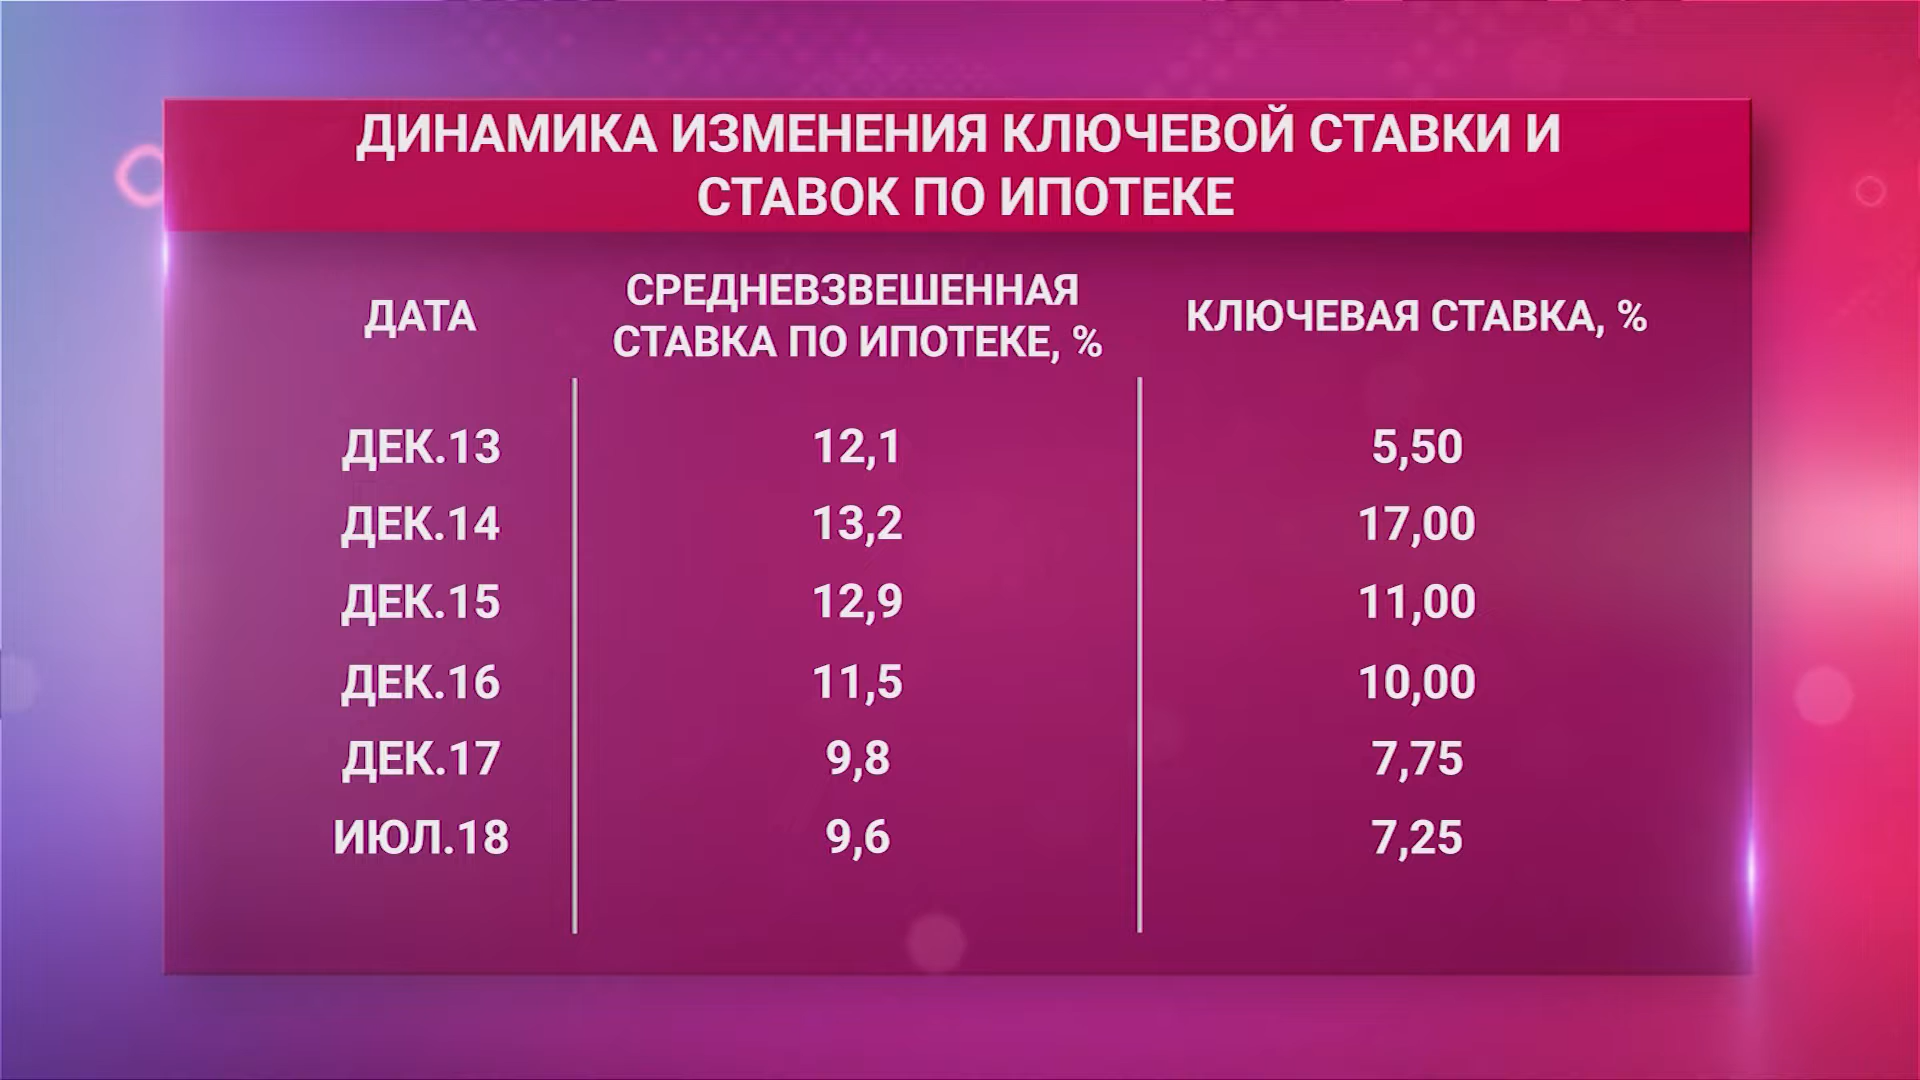 ДИНАМИКА ИЗМЕНЕНИЯ КЛЮЧЕВОЙ СТАВКИ И
СТАВОК ПО ИПОТЕКЕ
ДАТА
СРЕДНЕВЗВЕШЕННАЯ
СТАВКА ПО ИПОТЕКЕ, %
КЛЮЧЕВАЯ СТАВКА, %
ДЕК.13 12,1 5,50
ДЕК.14 13,2 17,00
ДЕК.15 12,9 11,00
ДЕК.16 11,5 10,00
ДЕК.17 9,8 7,75
ИЮЛ.18 9,6 7,25